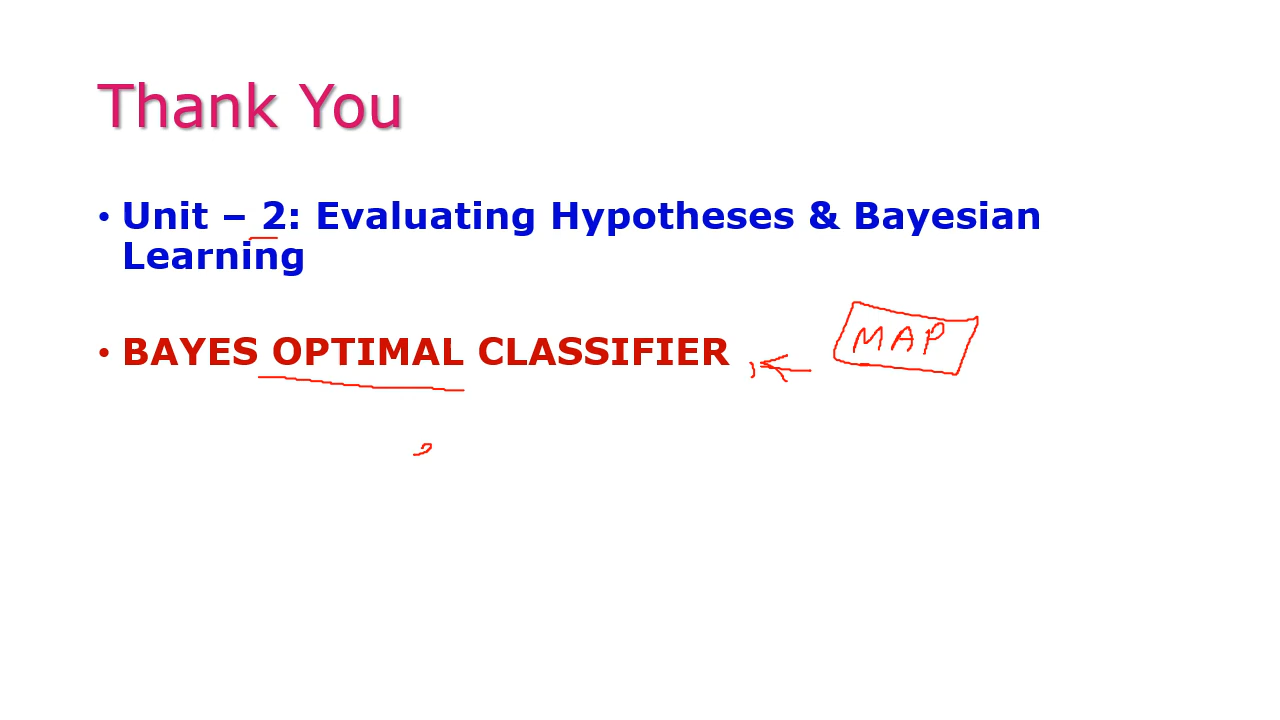 Thank You
• Unit – 2: Evaluating Hypotheses & Bayesian
Learning
• BAYES OPTIMAL CLASSIFIER
MAP